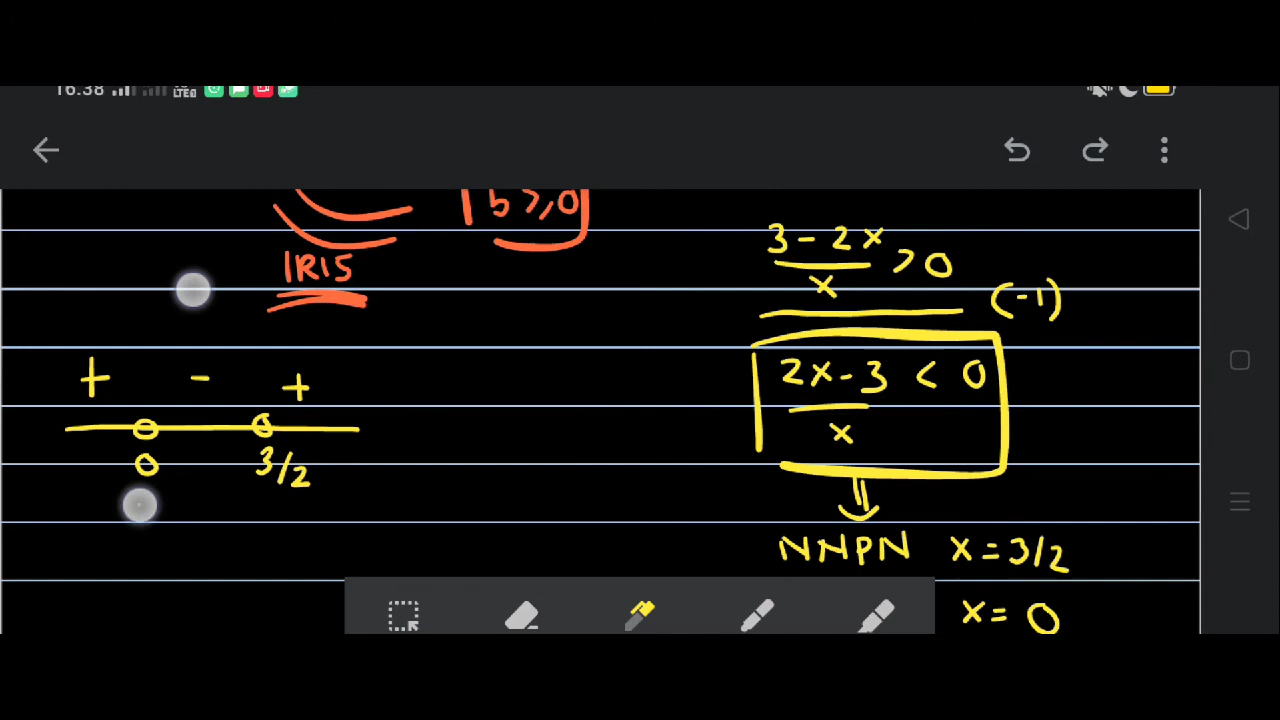 16.38
b ≥ 0
IRIS
3 - 2x
> 0
x
(-1)
2x - 3 < 0
x
+ - +
0 3/2
NNPN x = 3/2
x = 0